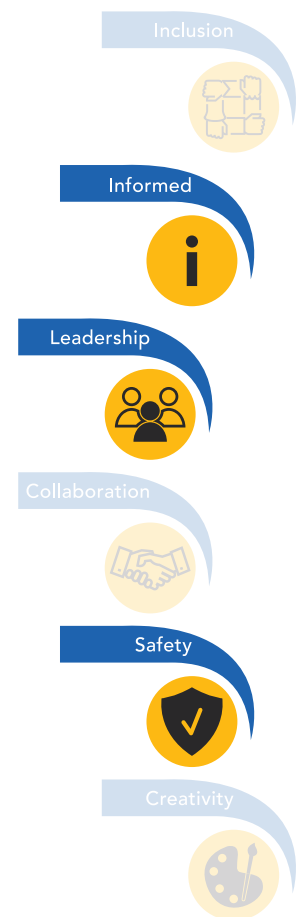 Inclusion
Informed
Leadership
Collaboration
Safety
Creativity